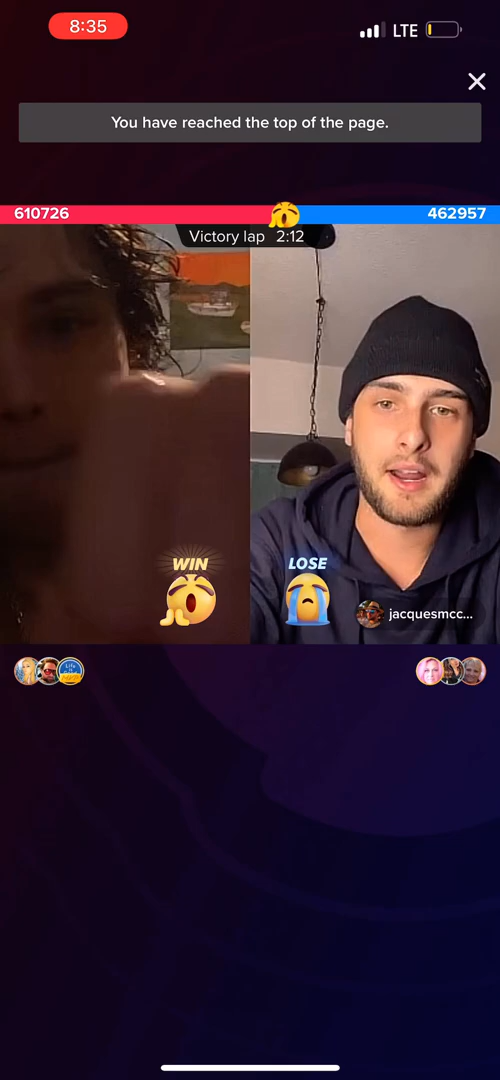 8:35
LTE
You have reached the top of the page.
610726
462957
Victory lap 2:12
WIN
LOSE
jacquesmcc...